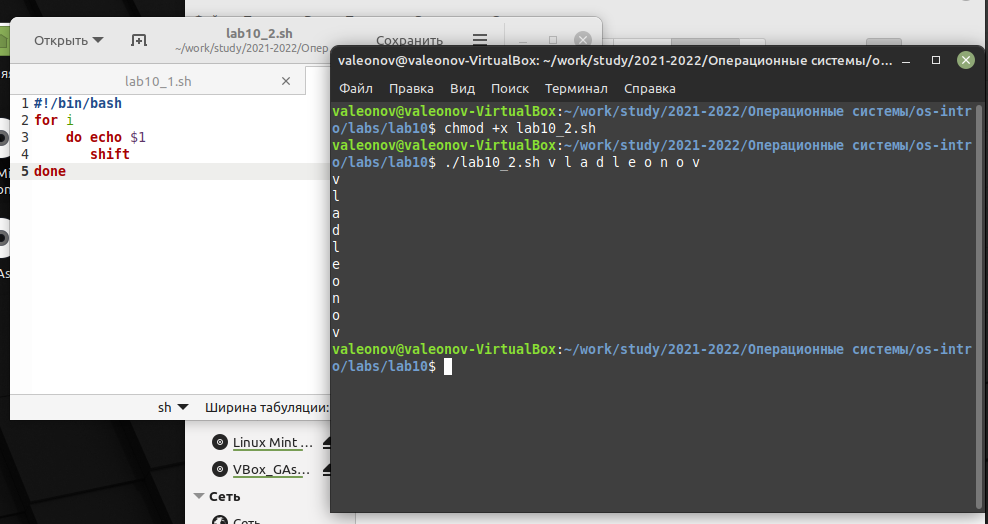 Открыть
lab10_2.sh
~/work/study/2021-2022/Опер…
Сохранить
lab10_1.sh
1 #!/bin/bash
2 for i
3     do echo $1
4        shift
5 done
sh
Ширина табуляции:
Linux Mint ...
VBox_GAs...
Сеть
Сеть
valeonov@valeonov-VirtualBox: ~/work/study/2021-2022/Операционные системы/o...
Файл Правка Вид Поиск Терминал Справка
valeonov@valeonov-VirtualBox:~/work/study/2021-2022/Операционные системы/os-intr
o/labs/lab10$ chmod +x lab10_2.sh
valeonov@valeonov-VirtualBox:~/work/study/2021-2022/Операционные системы/os-intr
o/labs/lab10$ ./lab10_2.sh v l a d l e o n o v
v
l
a
d
l
e
o
n
o
v
valeonov@valeonov-VirtualBox:~/work/study/2021-2022/Операционные системы/os-intr
o/labs/lab10$